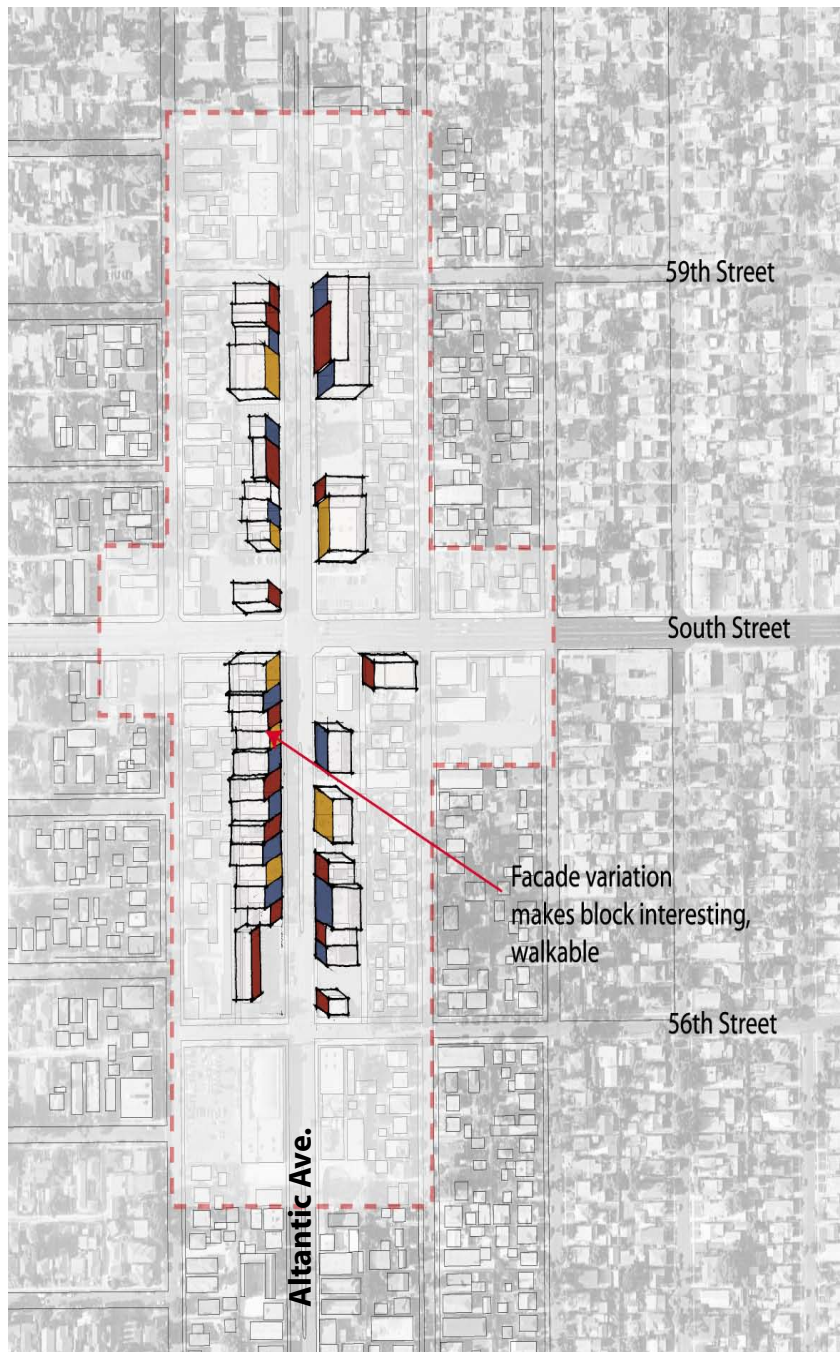 59th Street
South Street
Facade variation
makes block interesting,
walkable
56th Street
Altantic Ave.